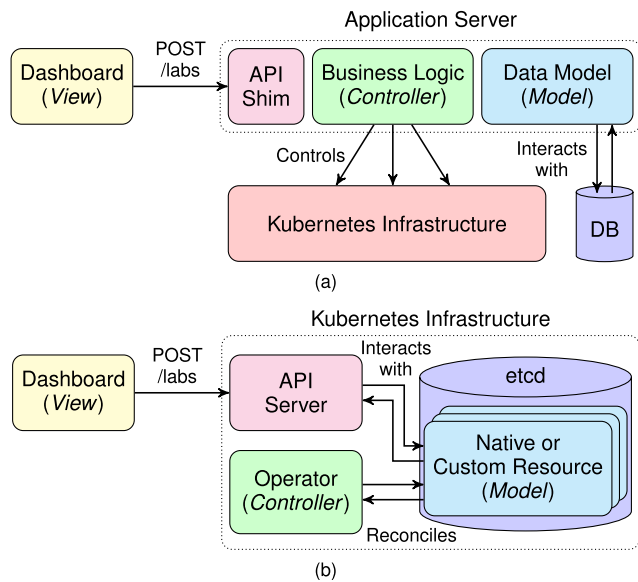 Application Server
POST
/labs
Dashboard
(View)
API
Shim
Business Logic
(Controller)
Data Model
(Model)
Controls
Interacts
with
Kubernetes Infrastructure
DB
(a)
Kubernetes Infrastructure
POST
/labs
Interacts
with
Dashboard
(View)
API
Server
etcd
Native or
Custom Resource
(Model)
Operator
(Controller)
Reconciles
(b)